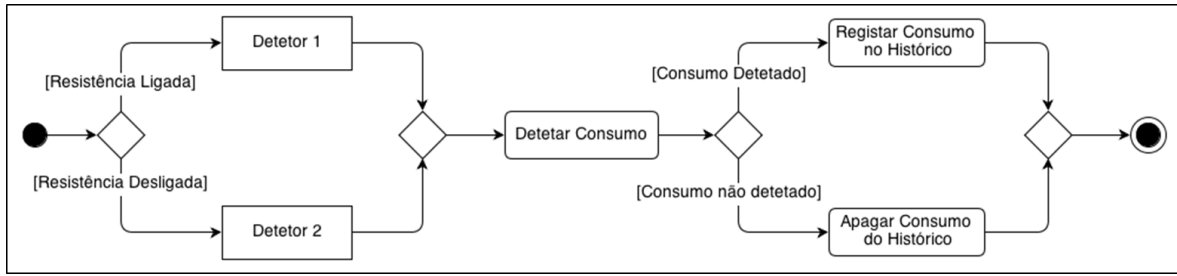 [Resistência Ligada]
Detetor 1
[Resistência Desligada]
Detetor 2
Detetar Consumo
[Consumo Detetado]
Registar Consumo
no Histórico
[Consumo não detetado]
Apagar Consumo
do Histórico